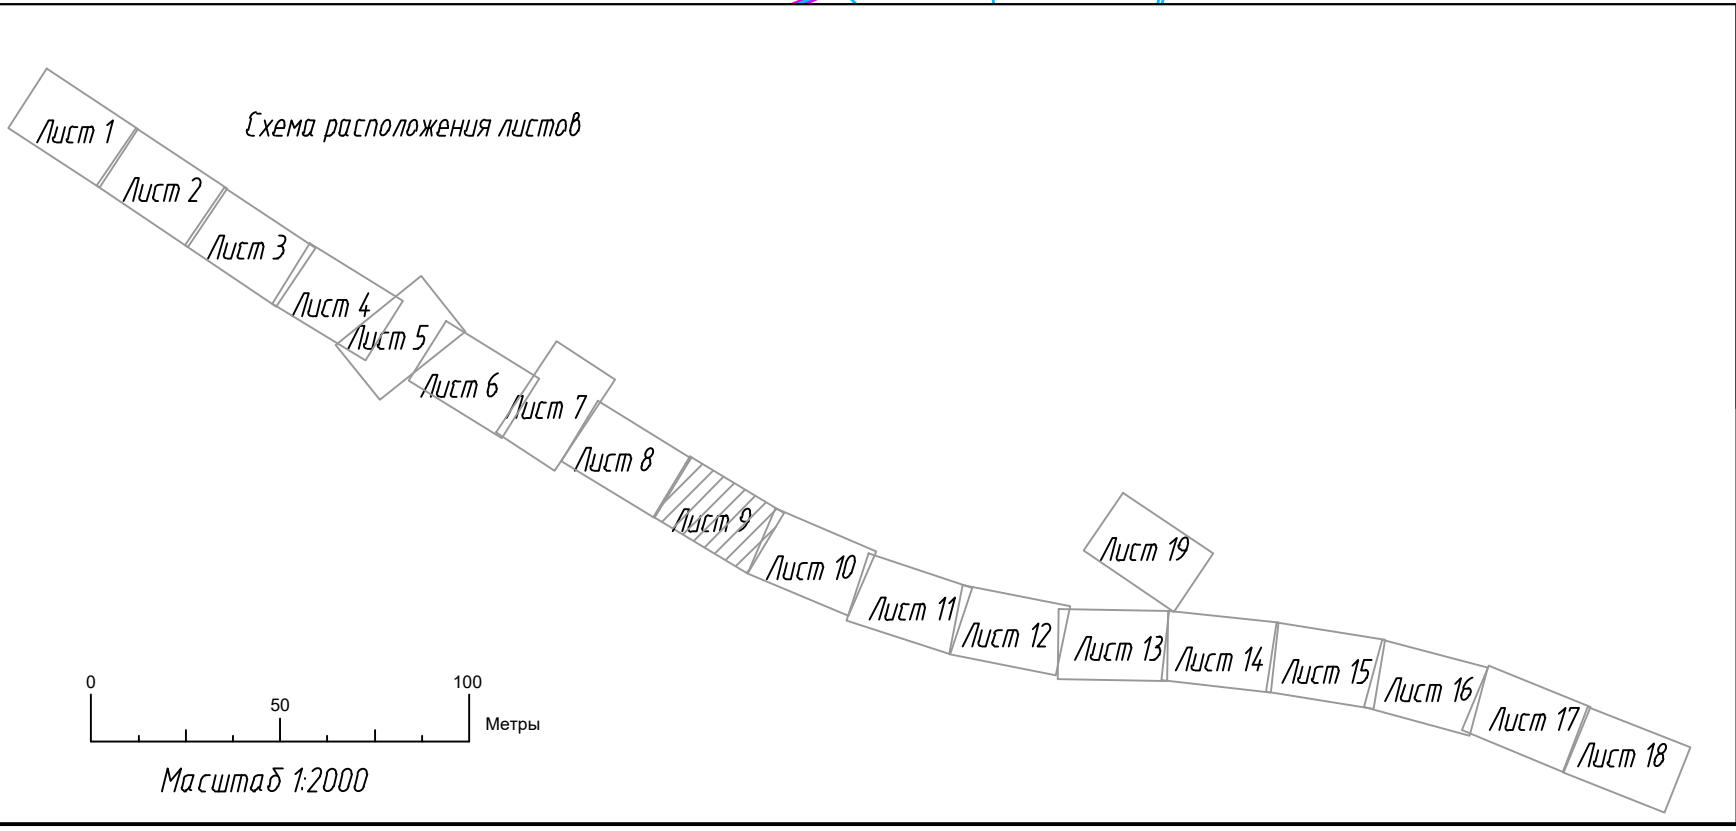 Схема расположения листов
Лист 1
Лист 2
Лист 3
Лист 4
Лист 5
Лист 6
Лист 7
Лист 8
Лист 9
Лист 10
Лист 11
Лист 12
Лист 13
Лист 14
Лист 15
Лист 16
Лист 17
Лист 18
Лист 19
0 50 100
Метры
Масштаб 1:2000